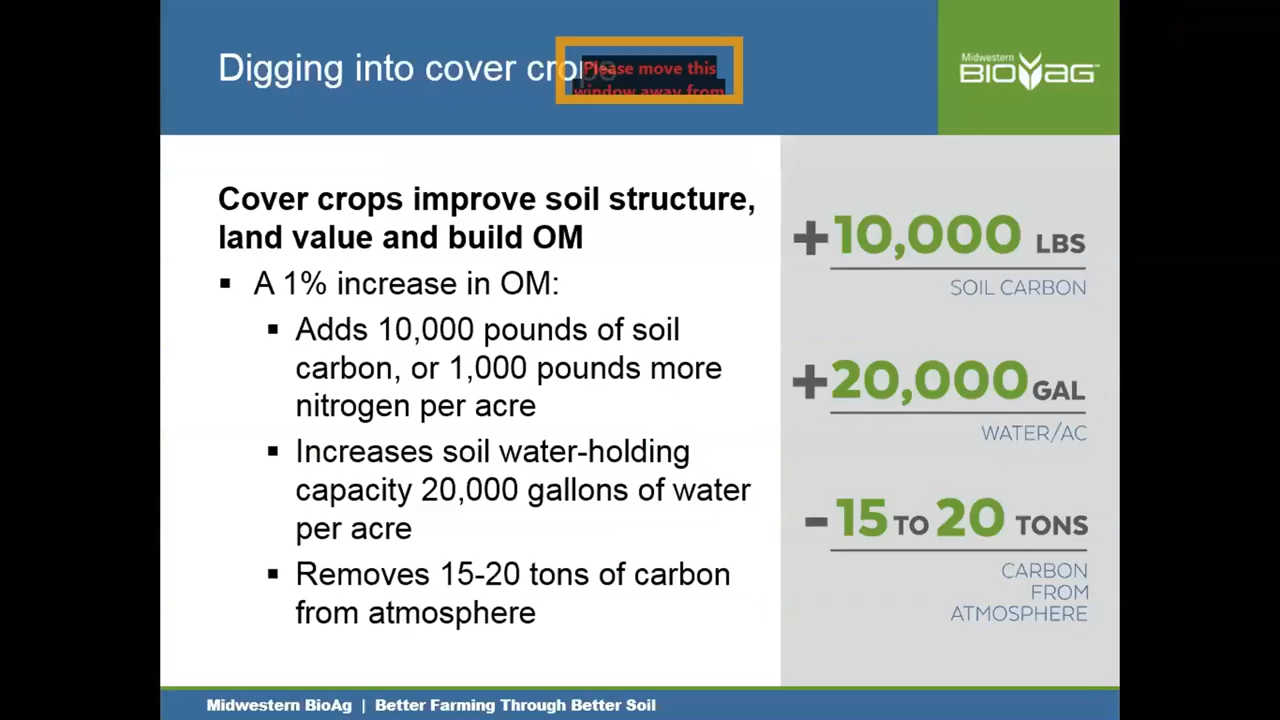 Digging into cover crops
Please move this
window away from
Midwestern
BIOAG
Cover crops improve soil structure,
land value and build OM
▪ A 1% increase in OM:
▪ Adds 10,000 pounds of soil
carbon, or 1,000 pounds more
nitrogen per acre
▪ Increases soil water-holding
capacity 20,000 gallons of water
per acre
▪ Removes 15-20 tons of carbon
from atmosphere
+10,000 LBS
SOIL CARBON
+20,000 GAL
WATER/AC
- 15 TO 20 TONS
CARBON
FROM
ATMOSPHERE
Midwestern BioAg | Better Farming Through Better Soil